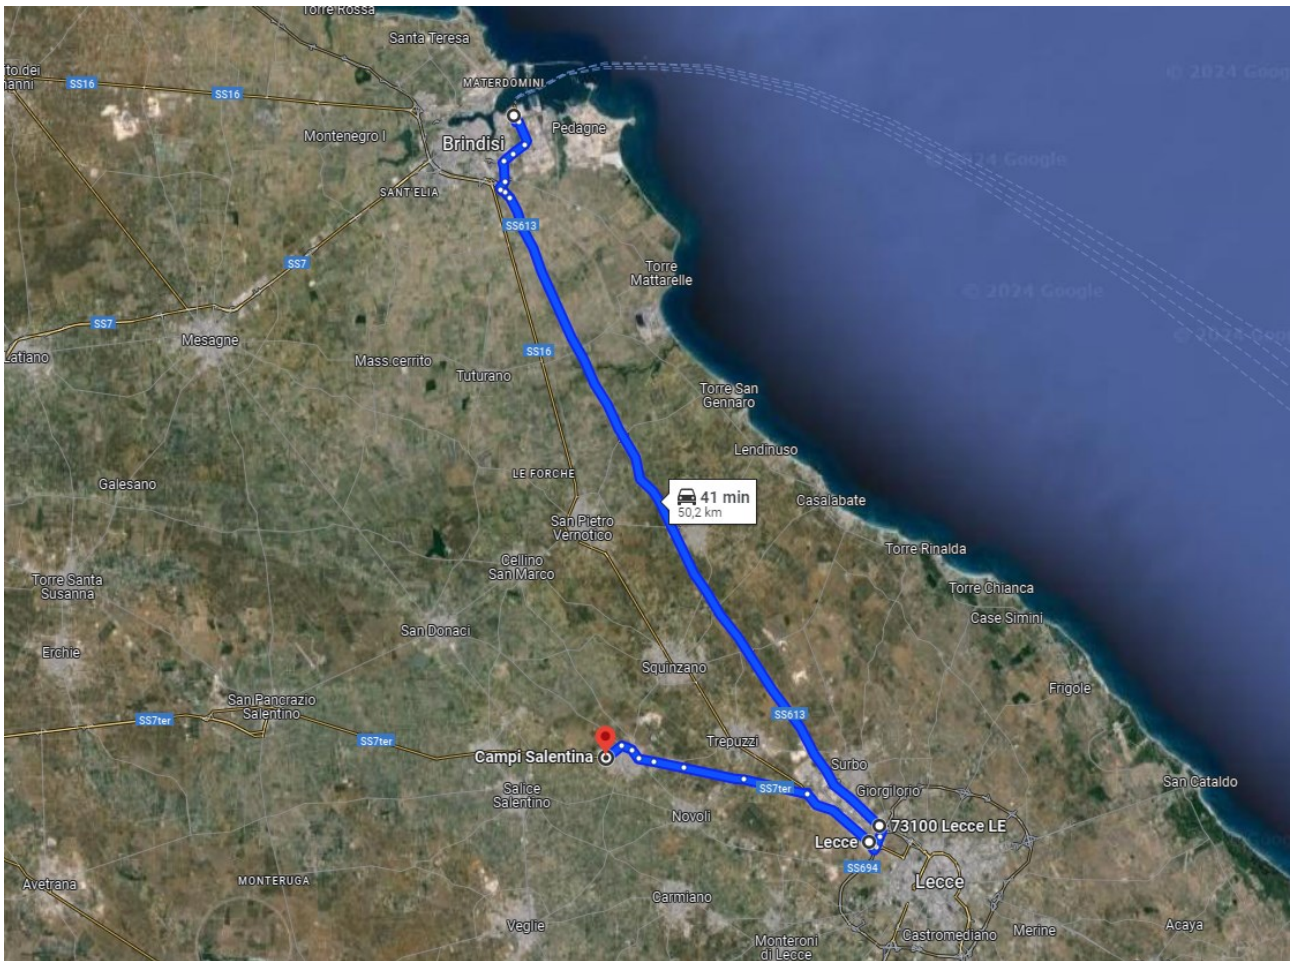 Torre Rossa
Santa Teresa
MATERDOMINI
SS16
SS16
Montenegro I
Brindisi
Pedagne
SANT'ELIA
SS613
SS7
Torre
Mattarelle
SS7
Latiano
Mesagne
SS16
Mass cerrito
Tuturano
Torre San
Gennaro
Lendinuso
LE FORCHE
Galesano
41 min
50,2 km
Casalabate
San Pietro
Vernotico
Torre Rinalda
Cellino
San Marco
Torre Santa
Susanna
Torre Chianca
Case Simini
San Donaci
Erchie
Squinzano
Frigole
San Pancrazio
Salentino
SS7ter
SS613
SS7ter
Trepuzzi
Campi Salentina
Surbo
San Cataldo
Salice
Salentino
SS7ter
Giorgilorio
Novoli
73100 Lecce LE
Lecce
SS694
Lecce
Avetrana
MONTERUGA
Carmiano
Veglie
Castromediano
Merine
Acaya
Monteroni
di Lecce
© 2024 Google
© 2024 Google